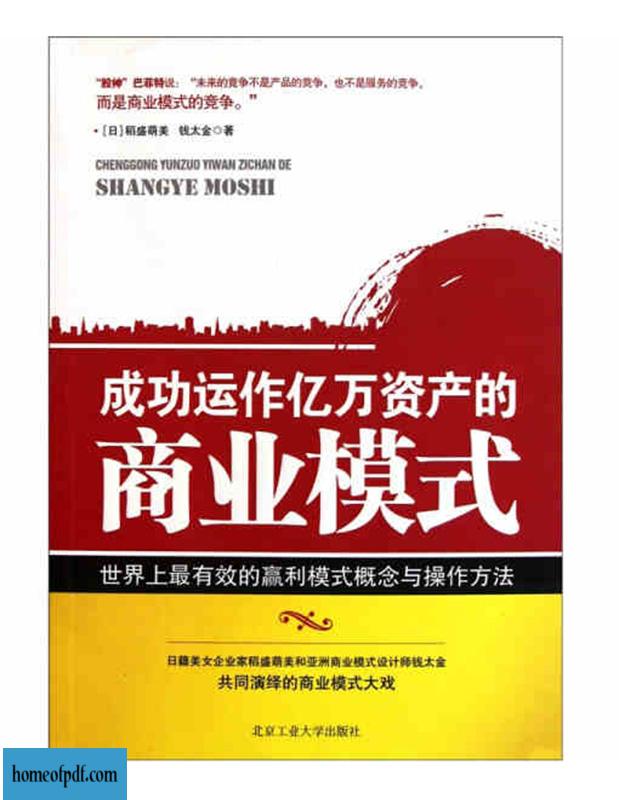 “股神”巴菲特说：“未来的竞争不是产品的竞争，也不是服务的竞争，
而是商业模式的竞争。”
·［日］稻盛萌美 钱太金◎著
CHENGGONG YUNZUO YIWAN ZICHAN DE
SHANGYE MOSHI
成功运作亿万资产的
商业模式
世界上最有效的赢利模式概念与操作方法
日籍美女企业家稻盛萌美和亚洲商业模式设计师钱太金
共同演绎的商业模式大戏
北京工业大学出版社
homeofpdf.com